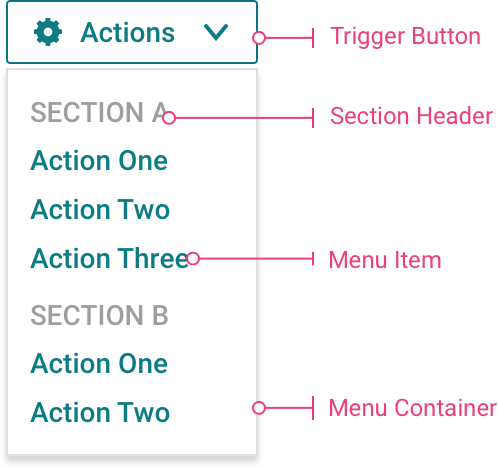 Actions
Trigger Button
SECTION A
Section Header
Action One
Action Two
Action Three
Menu Item
SECTION B
Action One
Action Two
Menu Container